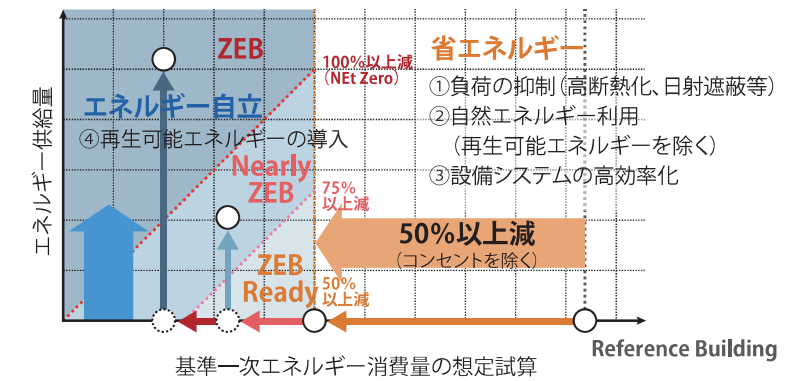 ZEB
100%以上減
(NEt Zero)
省エネルギー
①負荷の抑制(高断熱化、日射遮蔽等)
②自然エネルギー利用
(再生可能エネルギーを除く)
③設備システムの高効率化
エネルギー自立
④再生可能エネルギーの導入
エネルギー供給量
Nearly
ZEB
75%
以上減
50%以上減
(コンセントを除く)
ZEB
Ready
50%
以上減
Reference Building
基準一次エネルギー消費量の想定試算